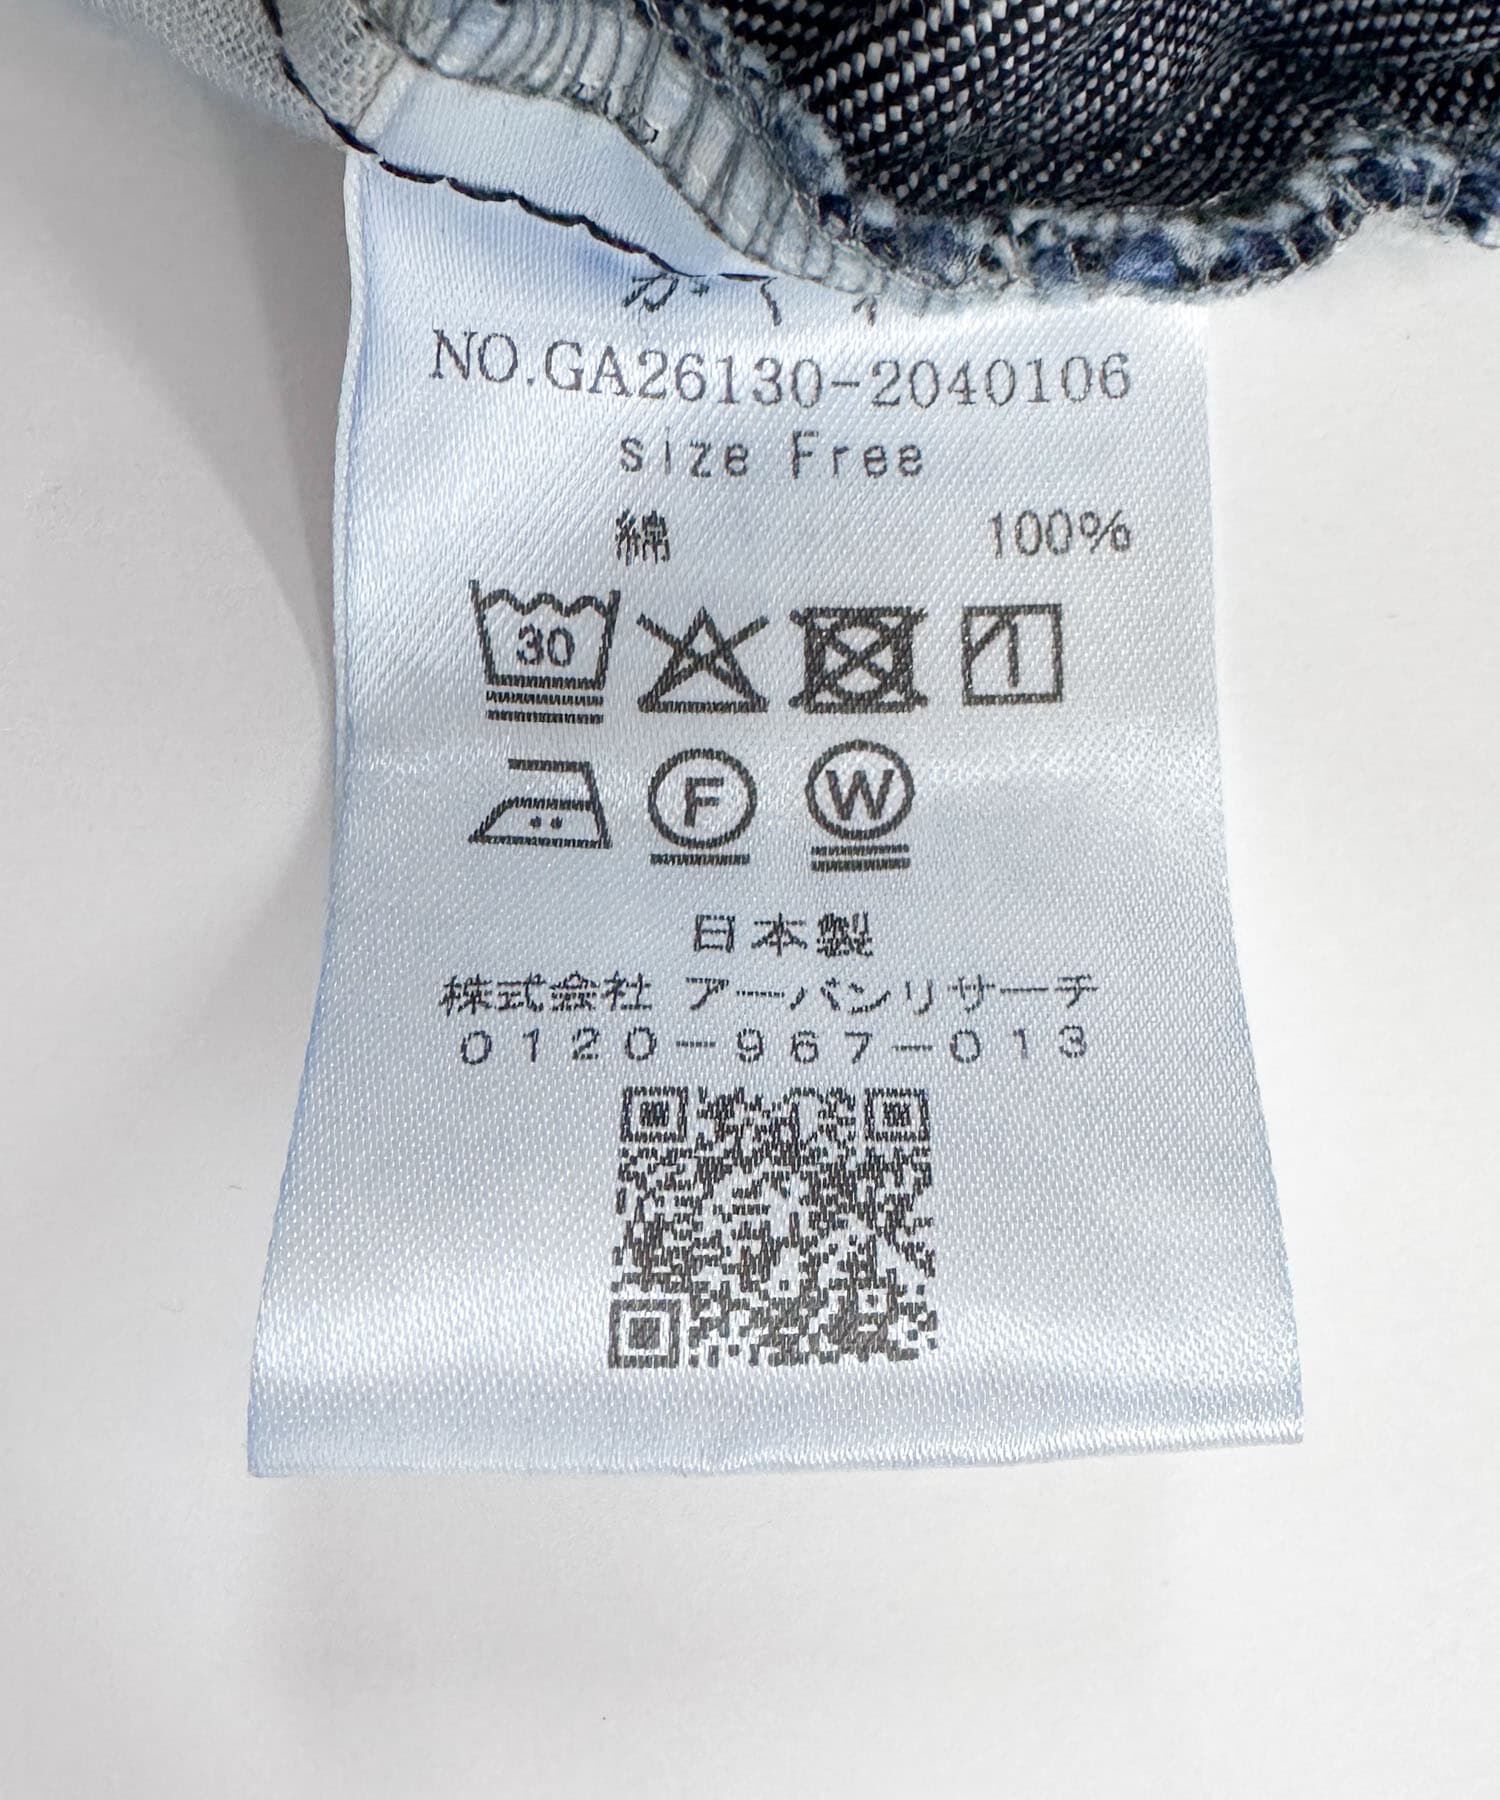 NO.GA26130-2040106
size Free
綿 100%
30
F
W
日本製
株式会社 アーバンリサーチ
0120-967-013